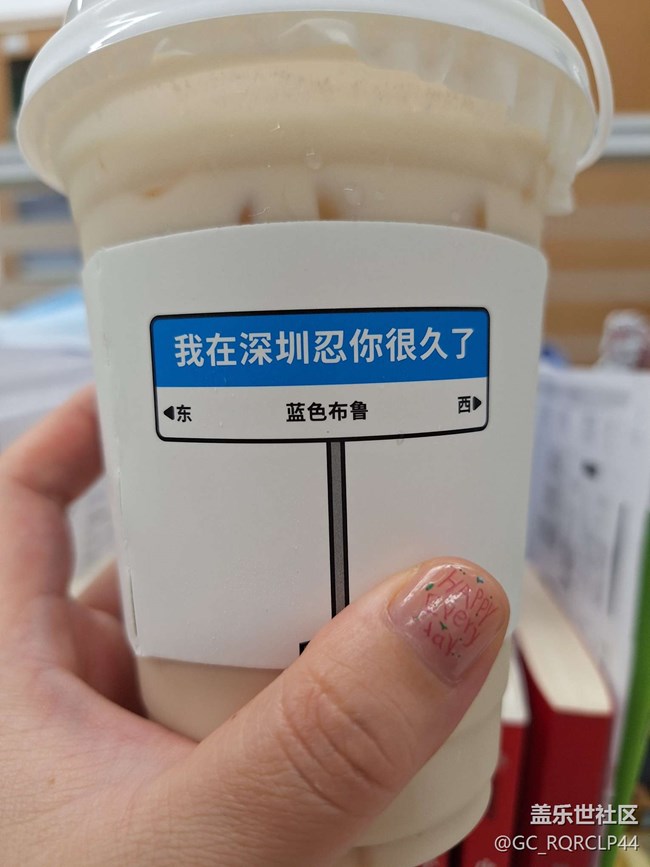 我在深圳忍你很久了
东 蓝色布鲁 西
Happy
every
day
盖乐世社区
@GC_RQRCLP44